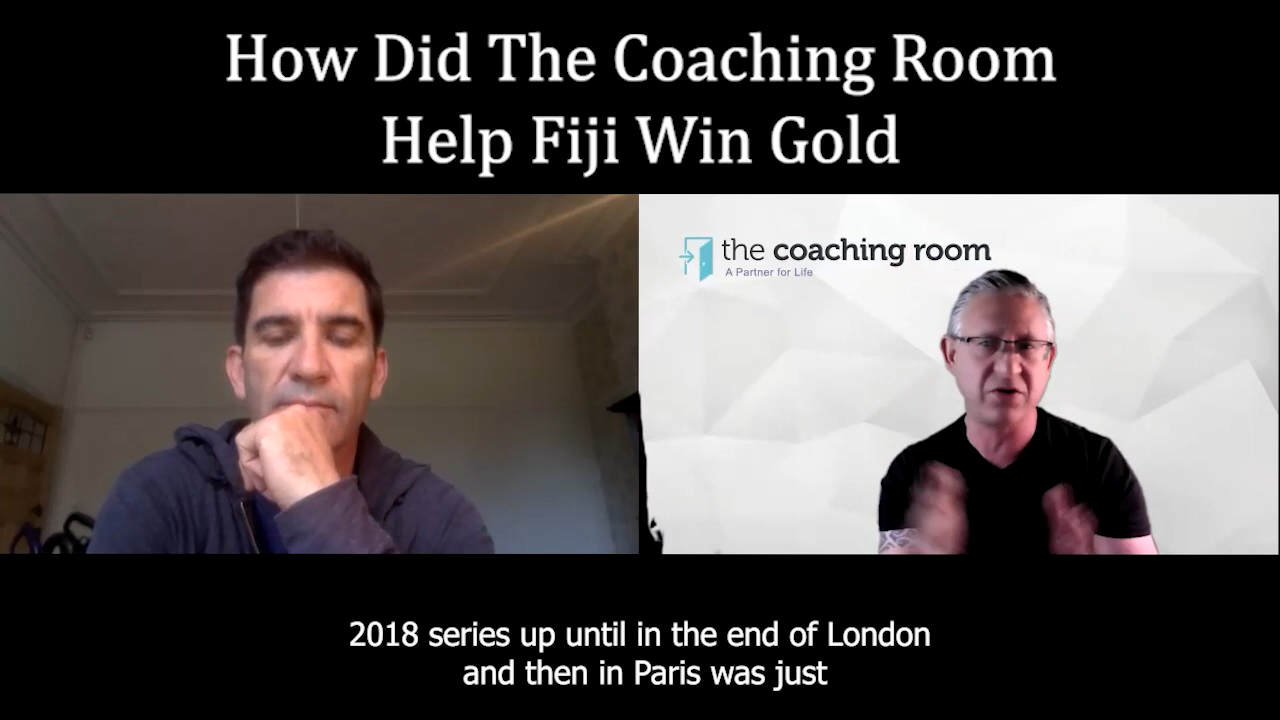 How Did The Coaching Room
Help Fiji Win Gold
the coaching room
A Partner for Life
2018 series up until in the end of London
and then in Paris was just